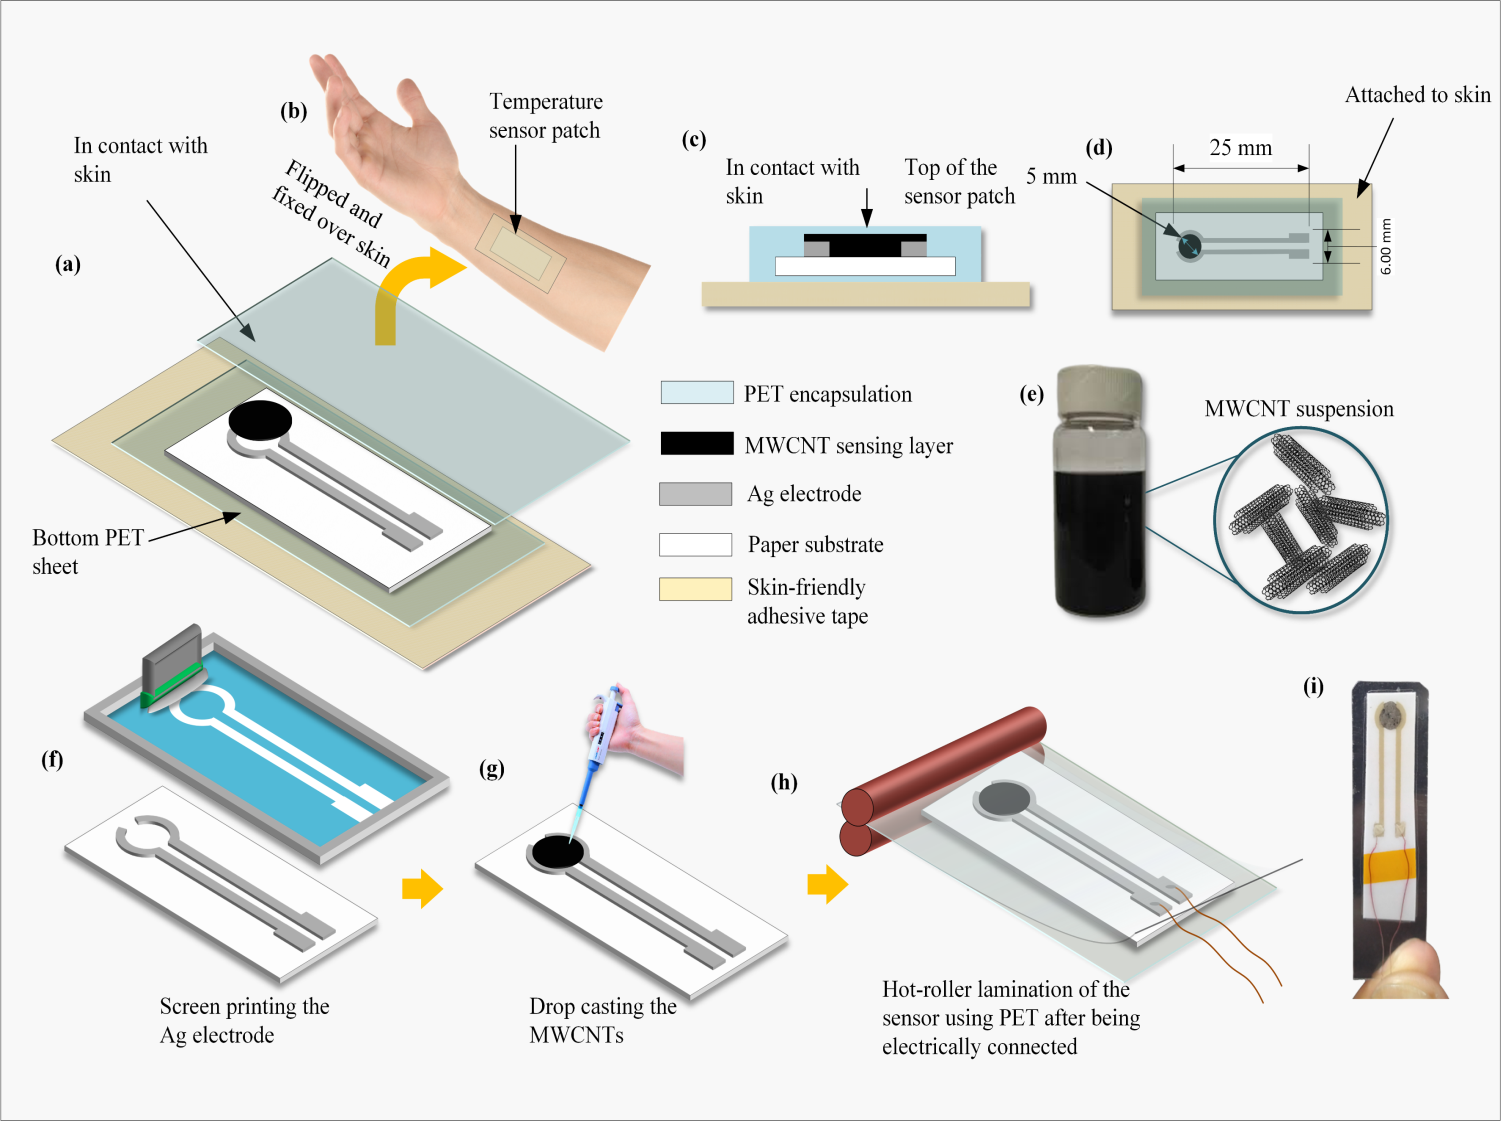 (a)
In contact with
skin
Bottom PET
sheet
(b)
Flipped and
fixed over skin
Temperature
sensor patch
(c)
In contact with
skin
Top of the
sensor patch
(d)
Attached to skin
25 mm
5 mm
6.00 mm
PET encapsulation
MWCNT sensing layer
Ag electrode
Paper substrate
Skin-friendly
adhesive tape
(e)
MWCNT suspension
(f)
Screen printing the
Ag electrode
(g)
Drop casting the
MWCNTs
(h)
Hot-roller lamination of the
sensor using PET after being
electrically connected
(i)